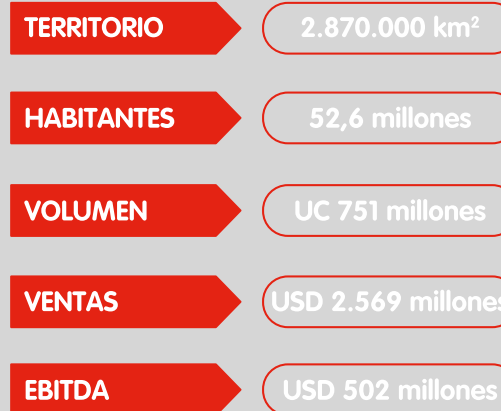 TERRITORIO 2.870.000 km²
HABITANTES 52,6 millones
VOLUMEN UC 751 millones
VENTAS USD 2.569 millones
EBITDA USD 502 millones